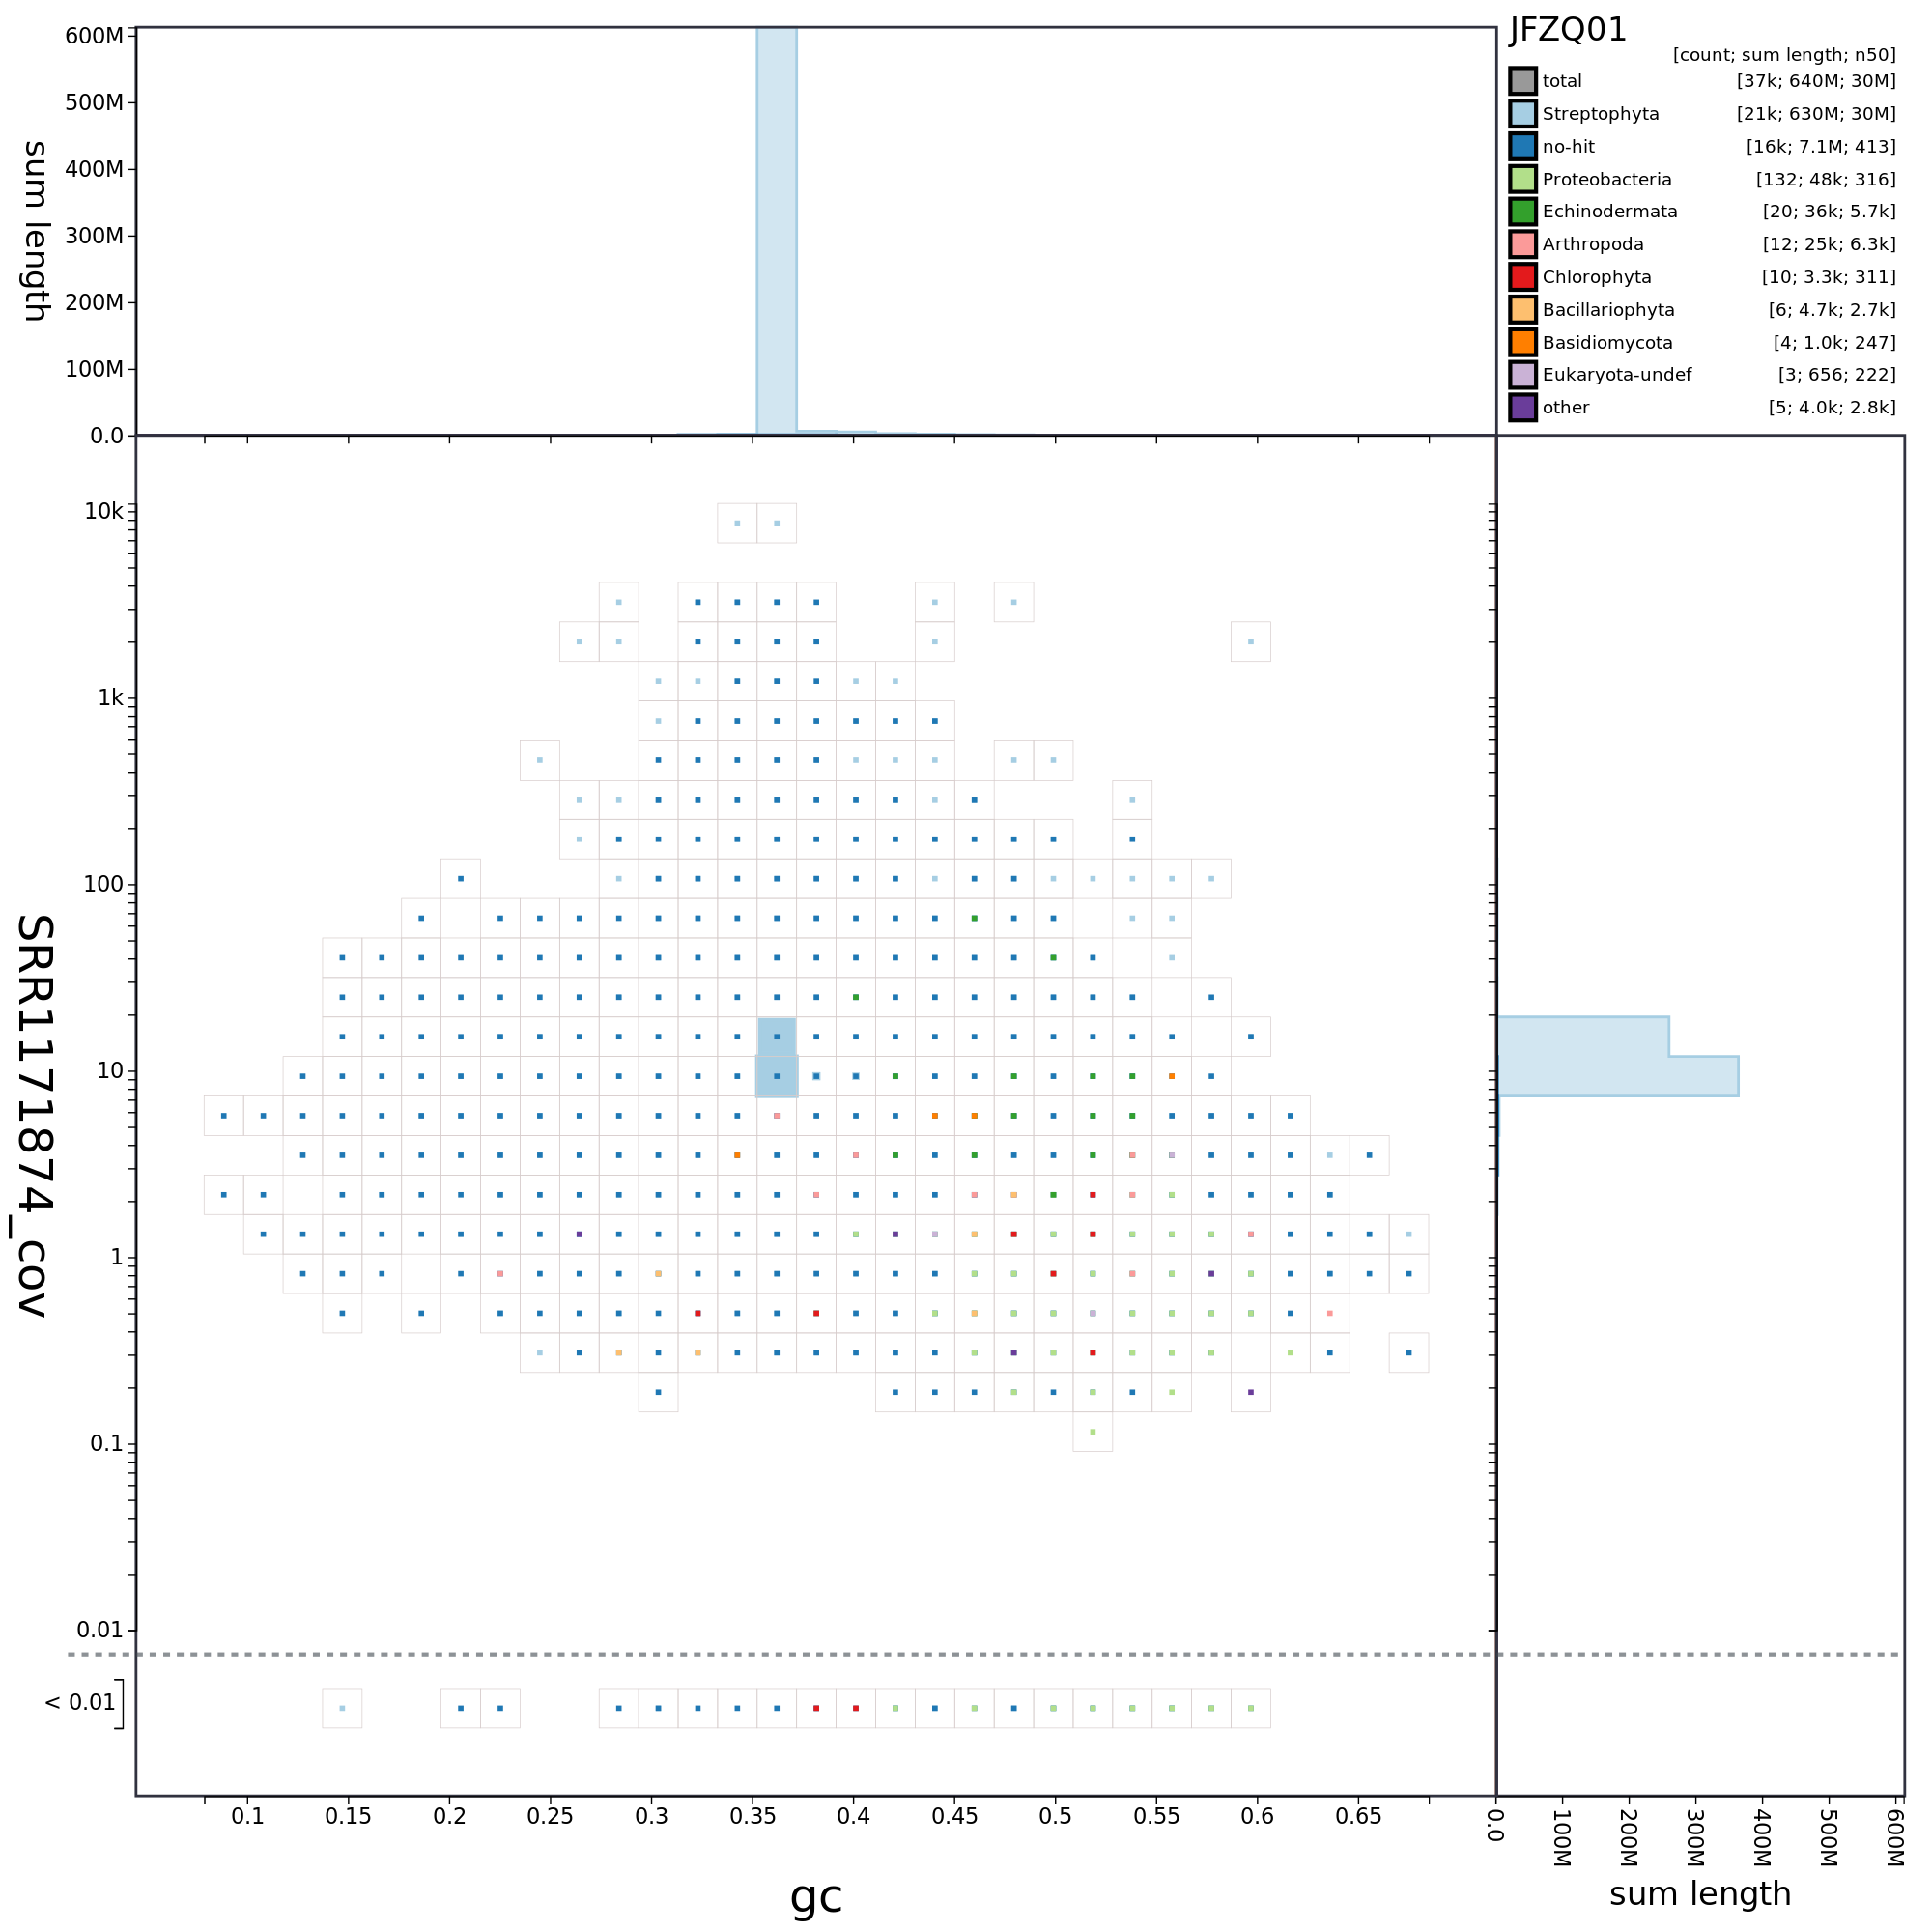 JFZQ01
[count; sum length; n50]
total [37k; 640M; 30M]
Streptophyta [21k; 630M; 30M]
no-hit [16k; 7.1M; 413]
Proteobacteria [132; 48k; 316]
Echinodermata [20; 36k; 5.7k]
Arthropoda [12; 25k; 6.3k]
Chlorophyta [10; 3.3k; 311]
Bacillariophyta [6; 4.7k; 2.7k]
Basidiomycota [4; 1.0k; 247]
Eukaryota-undef [3; 656; 222]
other [5; 4.0k; 2.8k]
sum length
600M
500M
400M
300M
200M
100M
0.0
SRR11771874_cov
10k
1k
100
10
1
0.1
0.01
< 0.01
0.1 0.15 0.2 0.25 0.3 0.35 0.4 0.45 0.5 0.55 0.6 0.65
gc
0.0 100M 200M 300M 400M 500M 600M
sum length